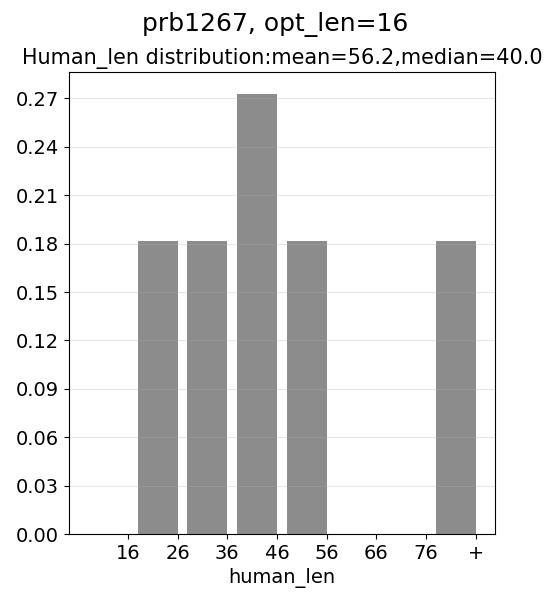 prb1267, opt_len=16
Human_len distribution:mean=56.2,median=40.0
0.27
0.24
0.21
0.18
0.15
0.12
0.09
0.06
0.03
0.00
16 26 36 46 56 66 76 +
human_len